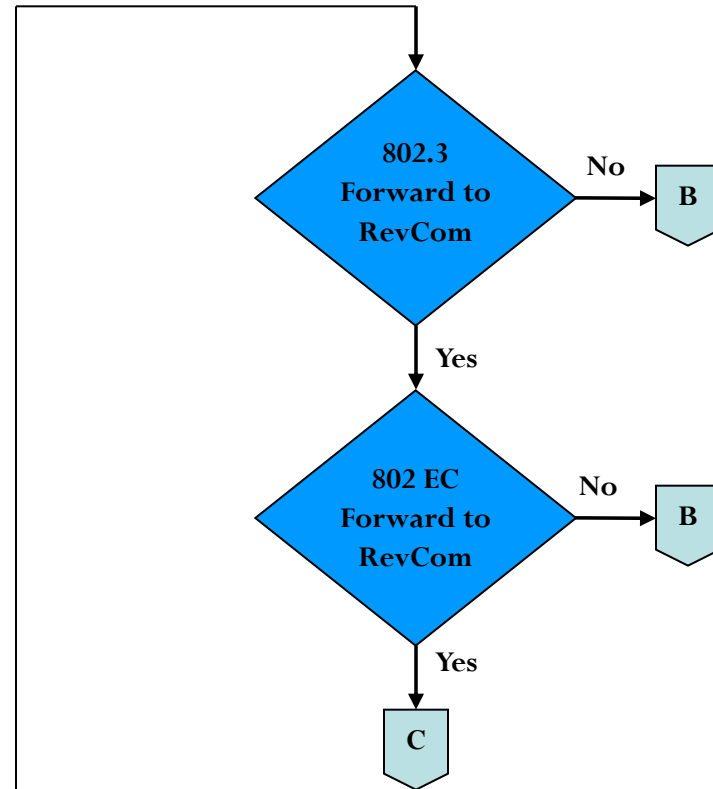 802.3
Forward to
RevCom
No
B
Yes
802 EC
Forward to
RevCom
No
B
Yes
C